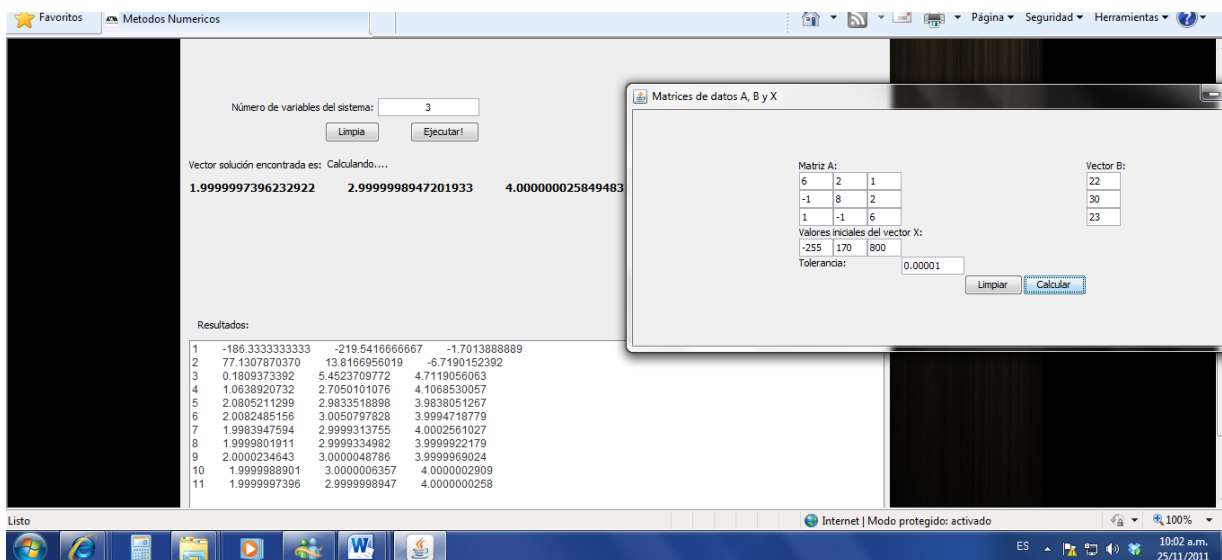 Favoritos Metodos Numericos Página Seguridad Herramientas
Número de variables del sistema: 3
Limpia Ejecutar!
Vector solución encontrada es: Calculando....
1.9999997396232922 2.9999998947201933 4.000000025849483
Resultados:
1 -186.3333333333 -219.5416666667 -1.7013888889
2 77.1307870370 13.8166956019 -6.7190152392
3 0.1809373392 5.4523709772 4.7119056063
4 1.0638920732 2.7050101076 4.1068530057
5 2.0805211299 2.9833518898 3.9838051267
6 2.0082485156 3.0050797828 3.9994718779
7 1.9983947594 2.9999313755 4.0002561027
8 1.9999801911 2.9999334982 3.9999922179
9 2.0000234643 3.0000048786 3.9999969024
10 1.9999988901 3.0000006357 4.0000002909
11 1.9999997396 2.9999998947 4.0000000258
Matrices de datos A, B y X
Matriz A: Vector B:
6 2 1 22
-1 8 2 30
1 -1 6 23
Valores iniciales del vector X:
-255 170 800
Tolerancia: 0.00001
Limpiar Calcular
Listo Internet | Modo protegido: activado 100%
ES 10:02 a.m.
25/11/2011